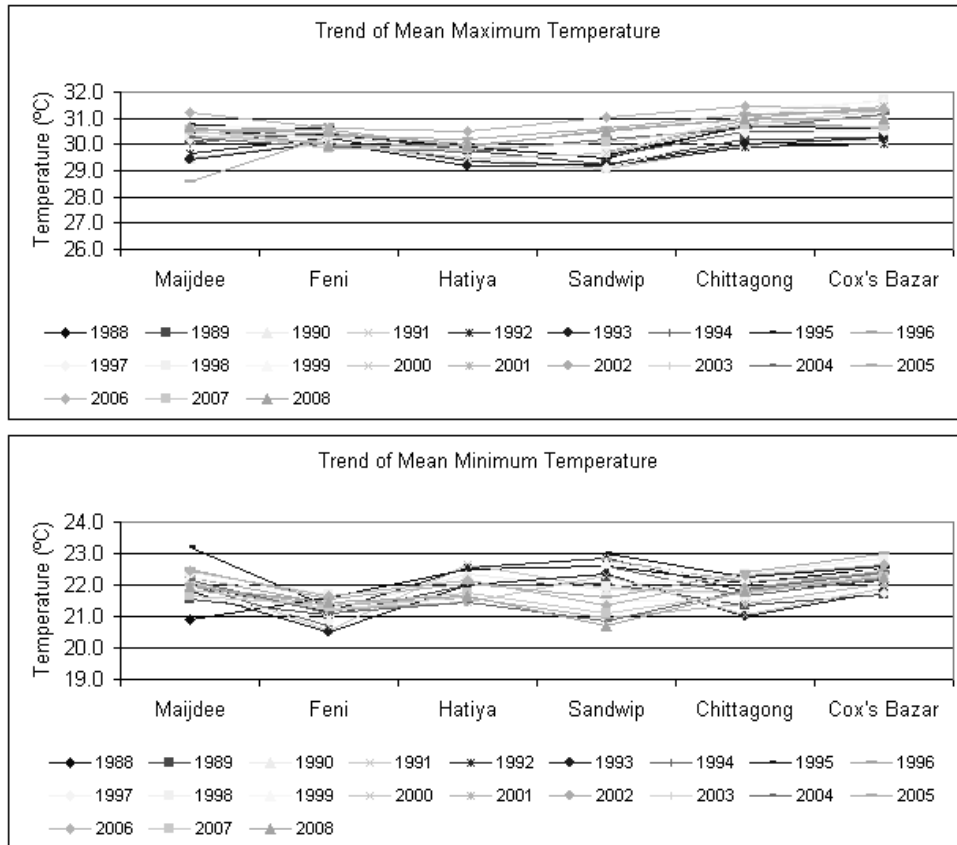 Trend of Mean Maximum Temperature
Temperature (ºC)
32.0
31.0
30.0
29.0
28.0
27.0
26.0
Maijdee Feni Hatiya Sandwip Chittagong Cox's Bazar
1988 1989 1990 1991 1992 1993 1994 1995 1996
1997 1998 1999 2000 2001 2002 2003 2004 2005
2006 2007 2008
Trend of Mean Minimum Temperature
Temperature (ºC)
24.0
23.0
22.0
21.0
20.0
19.0
Maijdee Feni Hatiya Sandwip Chittagong Cox's Bazar
1988 1989 1990 1991 1992 1993 1994 1995 1996
1997 1998 1999 2000 2001 2002 2003 2004 2005
2006 2007 2008